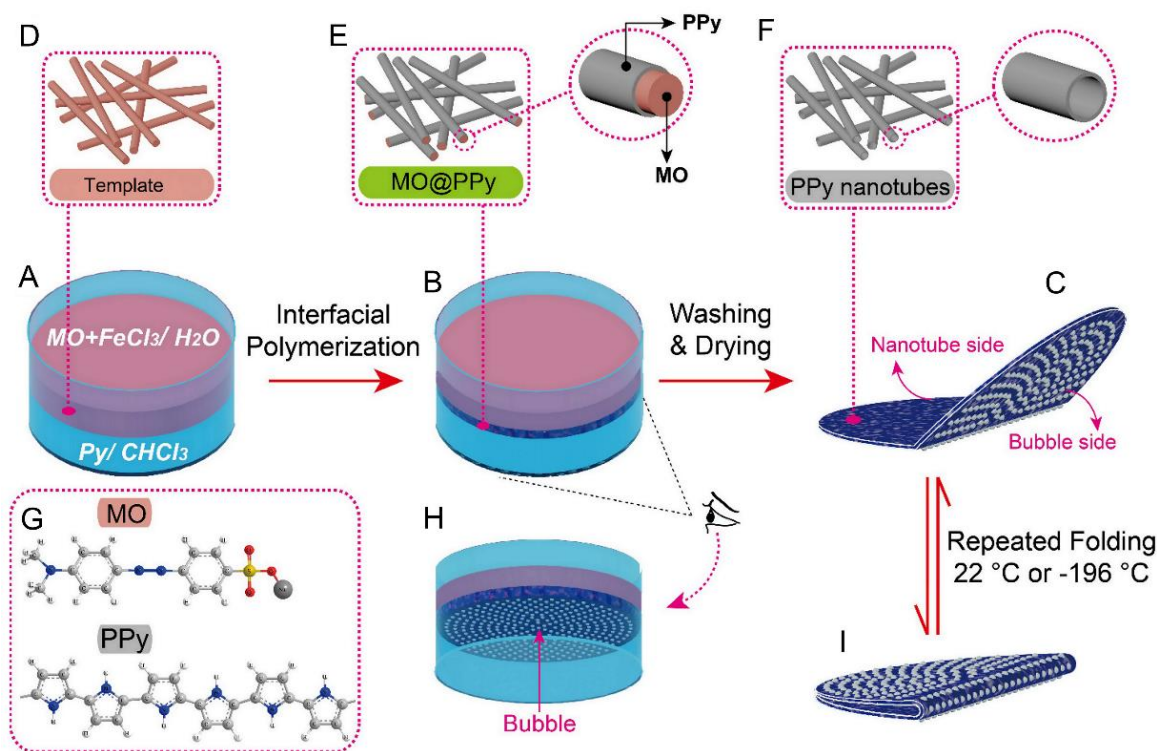 D
E
F
PPy
MO
Template
MO@PPy
PPy nanotubes
A
B
C
MO+FeCl3/ H2O
Py/ CHCl3
Interfacial
Polymerization
Washing
& Drying
Nanotube side
Bubble side
G
MO
PPy
H
Bubble
Repeated Folding
22 °C or -196 °C
I